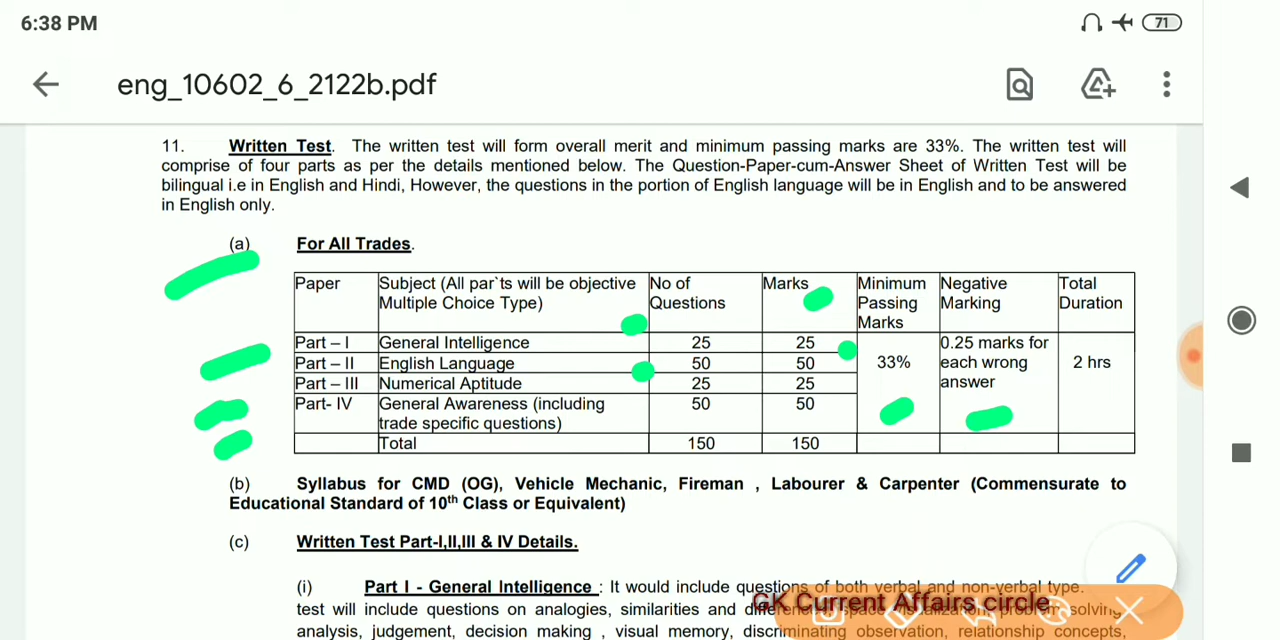 6:38 PM
71
eng_10602_6_2122b.pdf
11. Written Test. The written test will form overall merit and minimum passing marks are 33%. The written test will
comprise of four parts as per the details mentioned below. The Question-Paper-cum-Answer Sheet of Written Test will be
bilingual i.e in English and Hindi, However, the questions in the portion of English language will be in English and to be answered
in English only.
(a) For All Trades.
Paper Subject (All par`ts will be objective Multiple Choice Type) No of Questions Marks Minimum Passing Marks Negative Marking Total Duration
Part – I General Intelligence 25 25 33% 0.25 marks for each wrong answer 2 hrs
Part – II English Language 50 50
Part – III Numerical Aptitude 25 25
Part- IV General Awareness (including trade specific questions) 50 50
Total 150 150
(b) Syllabus for CMD (OG), Vehicle Mechanic, Fireman , Labourer & Carpenter (Commensurate to
Educational Standard of 10th Class or Equivalent)
(c) Written Test Part-I,II,III & IV Details.
(i) Part I - General Intelligence : It would include questions of both verbal and non-verbal type.
test will include questions on analogies, similarities and solving
GK Current Affairs circle
analysis, judgement, decision making , visual memory, discriminating observation, relationship concepts,